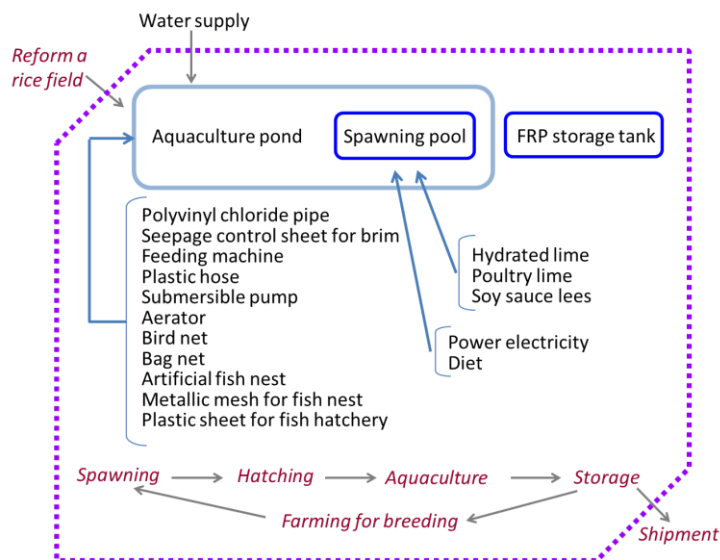 Water supply
Reform a
rice field
Aquaculture pond
Spawning pool
FRP storage tank
Polyvinyl chloride pipe
Seepage control sheet for brim
Feeding machine
Plastic hose
Submersible pump
Aerator
Bird net
Bag net
Artificial fish nest
Metallic mesh for fish nest
Plastic sheet for fish hatchery
Hydrated lime
Poultry lime
Soy sauce lees
Power electricity
Diet
Spawning
Hatching
Aquaculture
Storage
Farming for breeding
Shipment